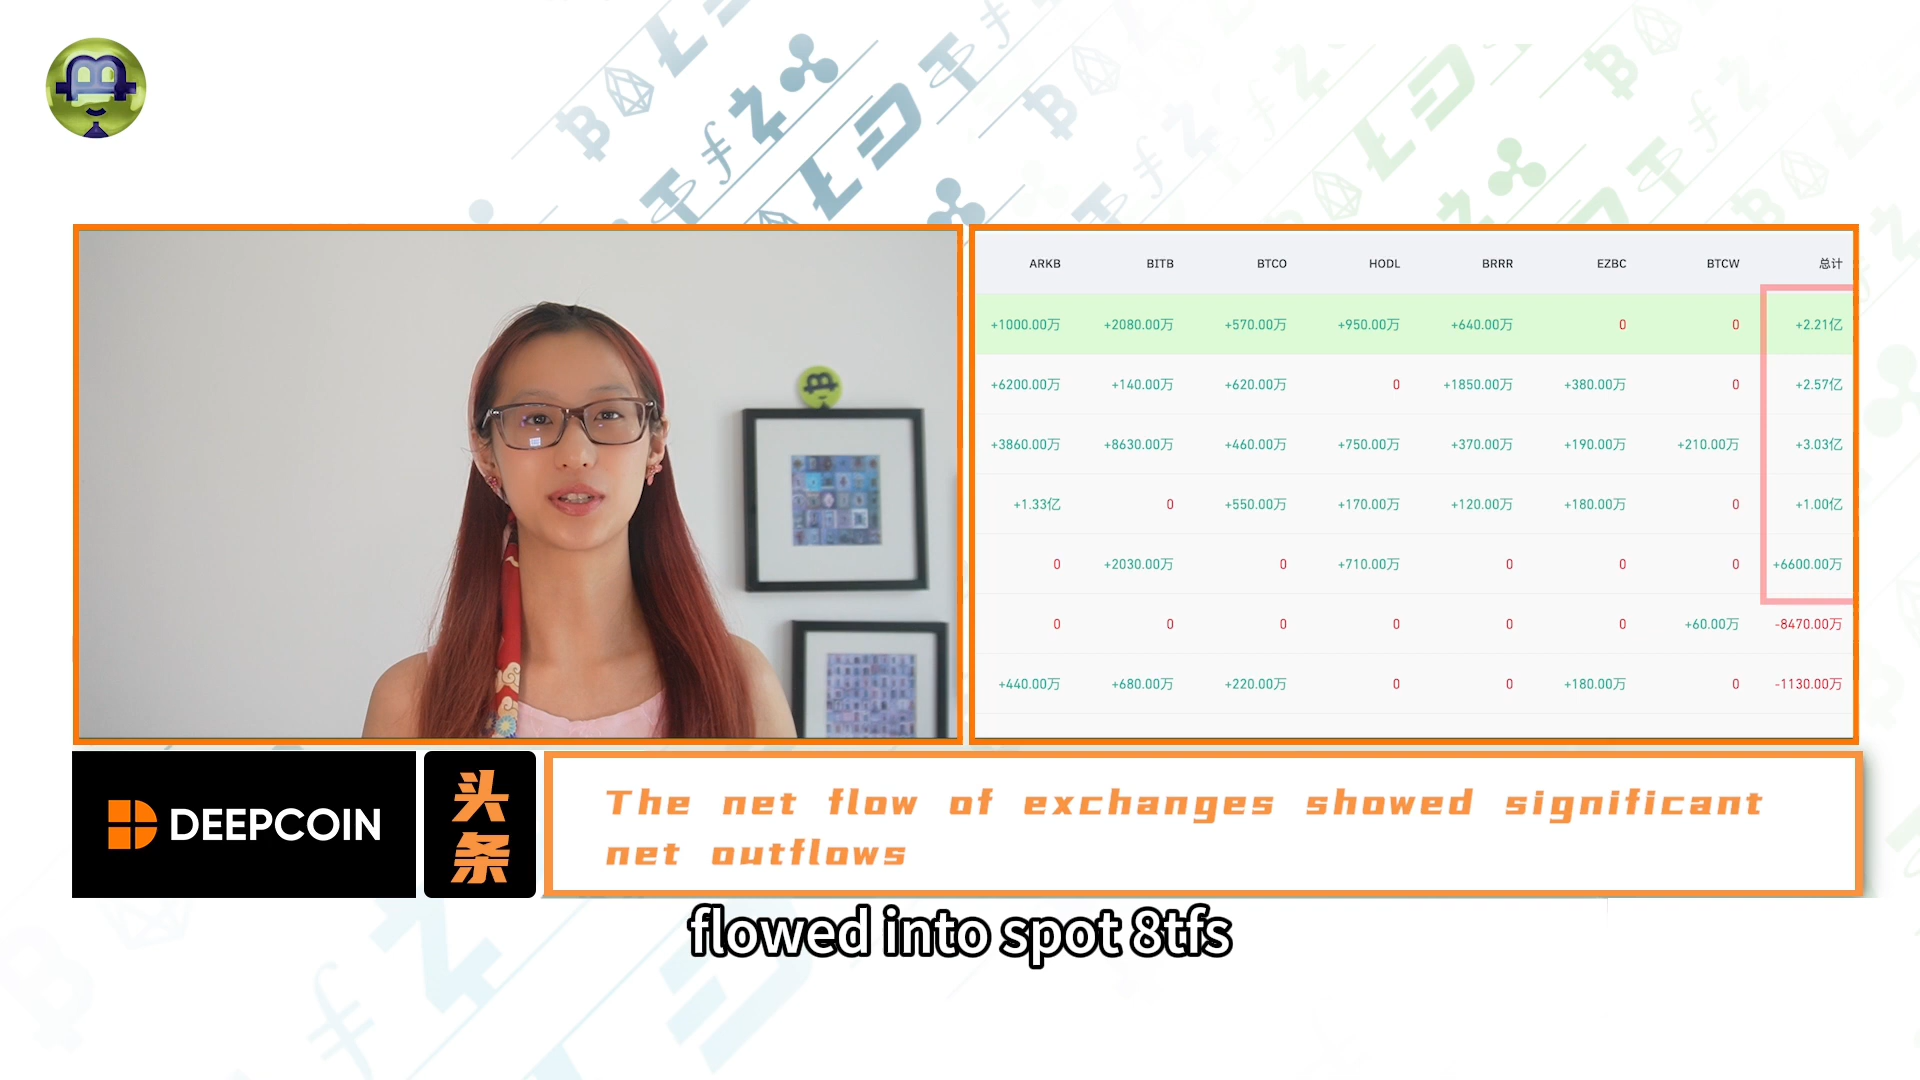 ARKB BITB BTCO HODL BRRR EZBC BTCW 总计
+1000.00万 +2080.00万 +570.00万 +950.00万 +640.00万 0 0 +2.21亿
+6200.00万 +140.00万 +620.00万 0 +1850.00万 +380.00万 0 +2.57亿
+3860.00万 +8630.00万 +460.00万 +750.00万 +370.00万 +190.00万 +210.00万 +3.03亿
+1.33亿 0 +550.00万 +170.00万 +120.00万 +180.00万 0 +1.00亿
0 +2030.00万 0 +710.00万 0 0 0 +6600.00万
0 0 0 0 0 0 +60.00万 -8470.00万
+440.00万 +680.00万 +220.00万 0 0 +180.00万 0 -1130.00万
DEEPCOIN
头
条
The net flow of exchanges showed significant
net outflows
flowed into spot 8tfs